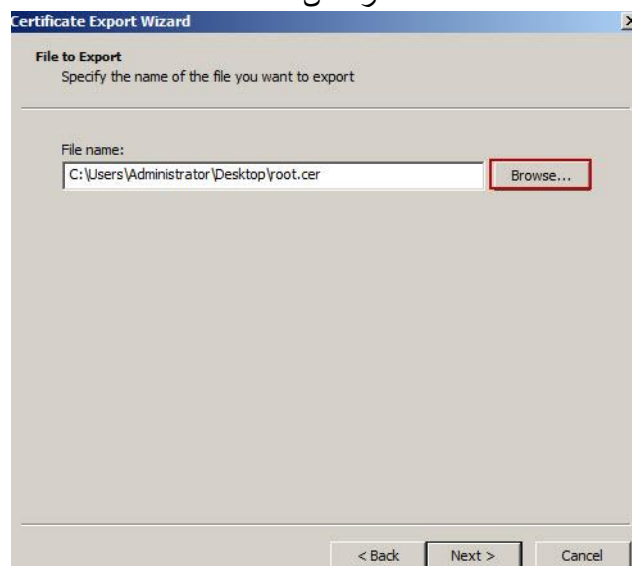 Certificate Export Wizard
File to Export
Specify the name of the file you want to export
File name:
C:\Users\Administrator\Desktop\root.cer
Browse...
< Back
Next >
Cancel